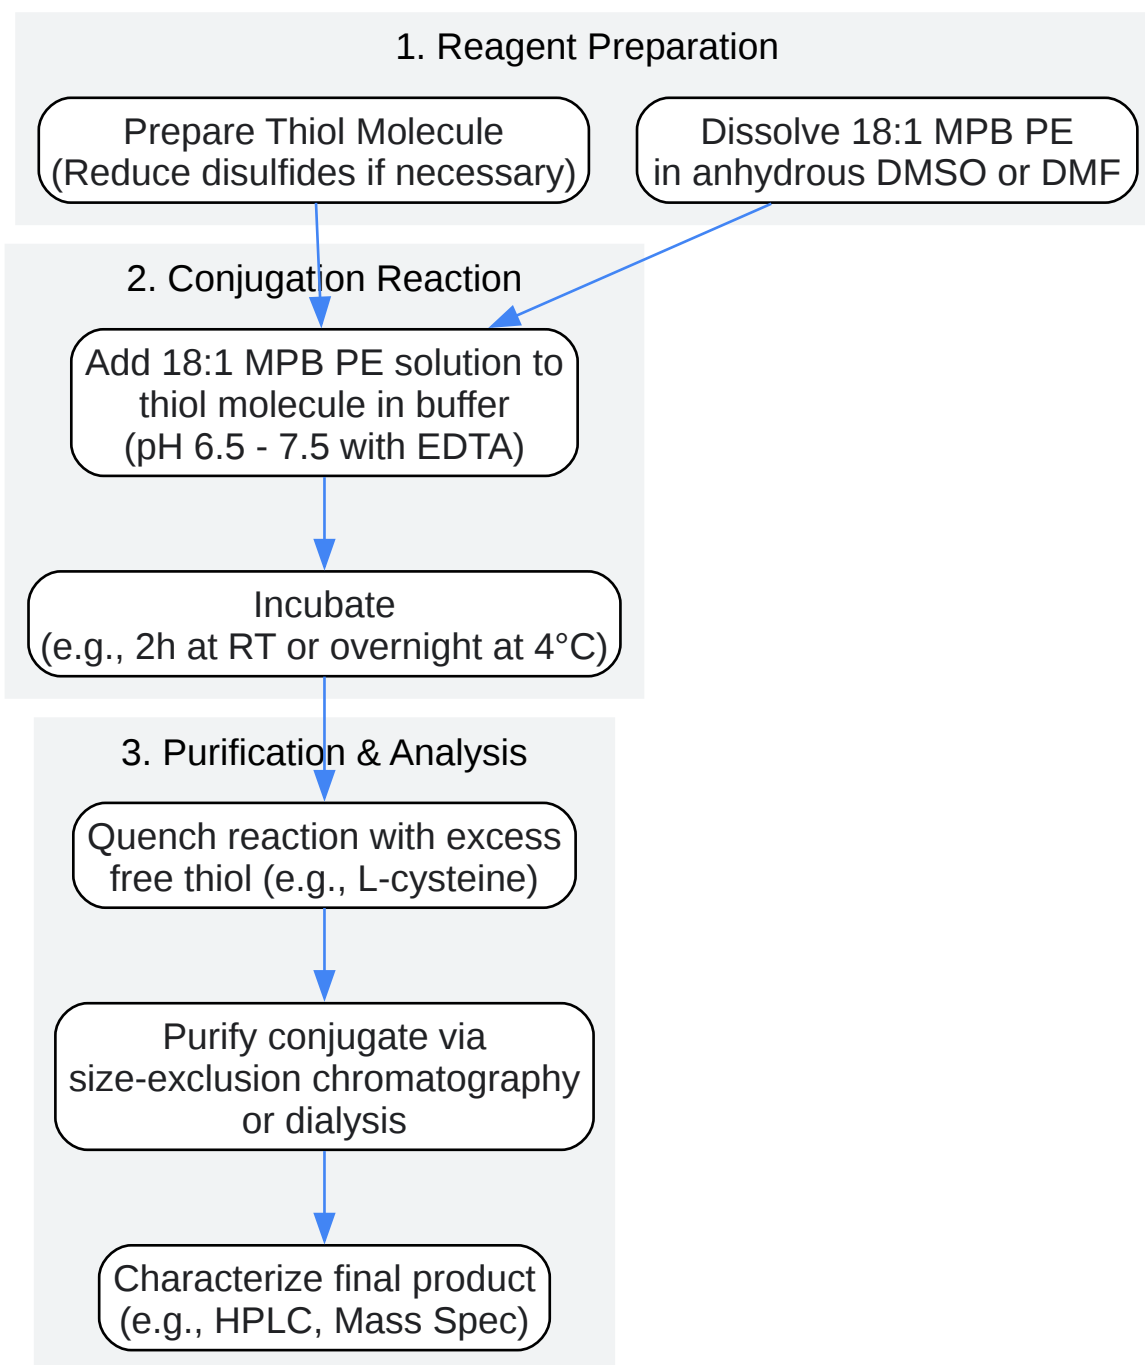 1. Reagent Preparation
Prepare Thiol Molecule
(Reduce disulfides if necessary)
Dissolve 18:1 MPB PE
in anhydrous DMSO or DMF
2. Conjugation Reaction
Add 18:1 MPB PE solution to
thiol molecule in buffer
(pH 6.5 - 7.5 with EDTA)
Incubate
(e.g., 2h at RT or overnight at 4°C)
3. Purification & Analysis
Quench reaction with excess
free thiol (e.g., L-cysteine)
Purify conjugate via
size-exclusion chromatography
or dialysis
Characterize final product
(e.g., HPLC, Mass Spec)